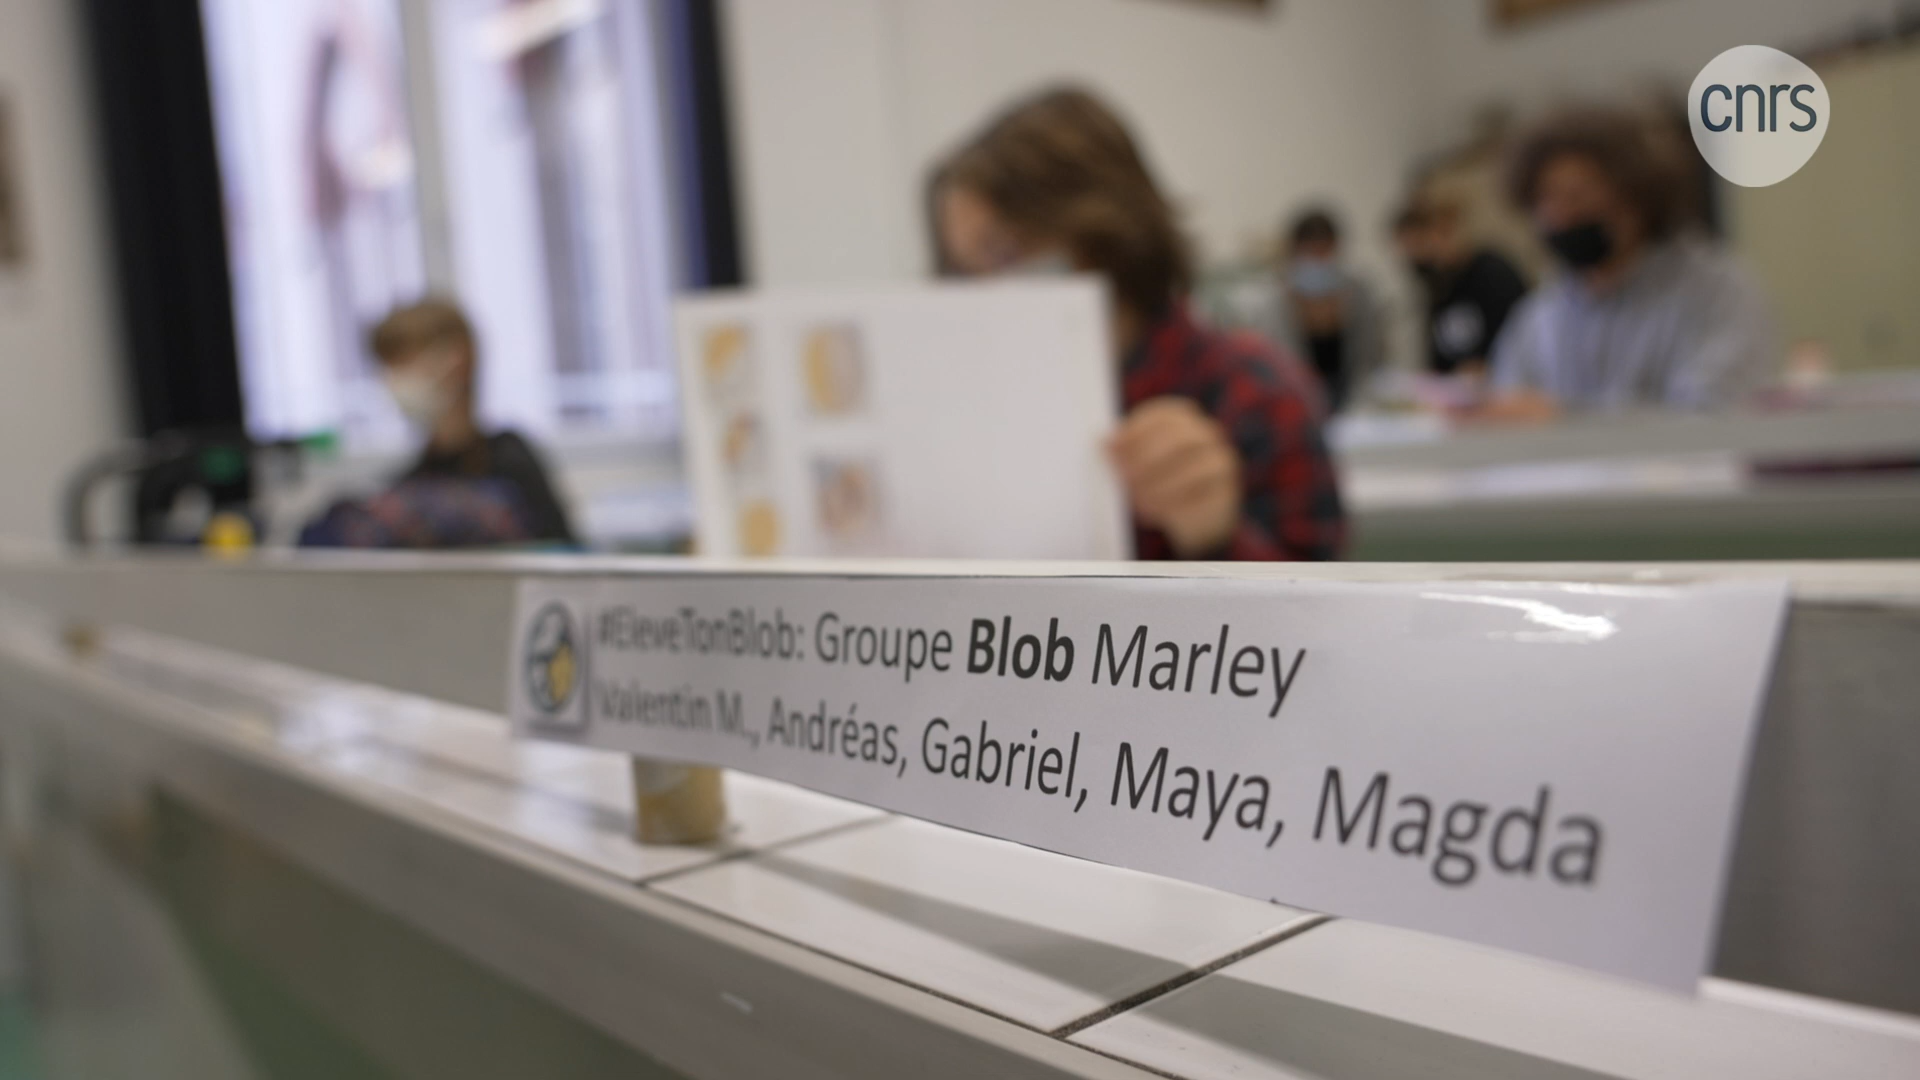 cnrs
#EleveTonBlob: Groupe Blob Marley
Valentin M., Andréas, Gabriel, Maya, Magda